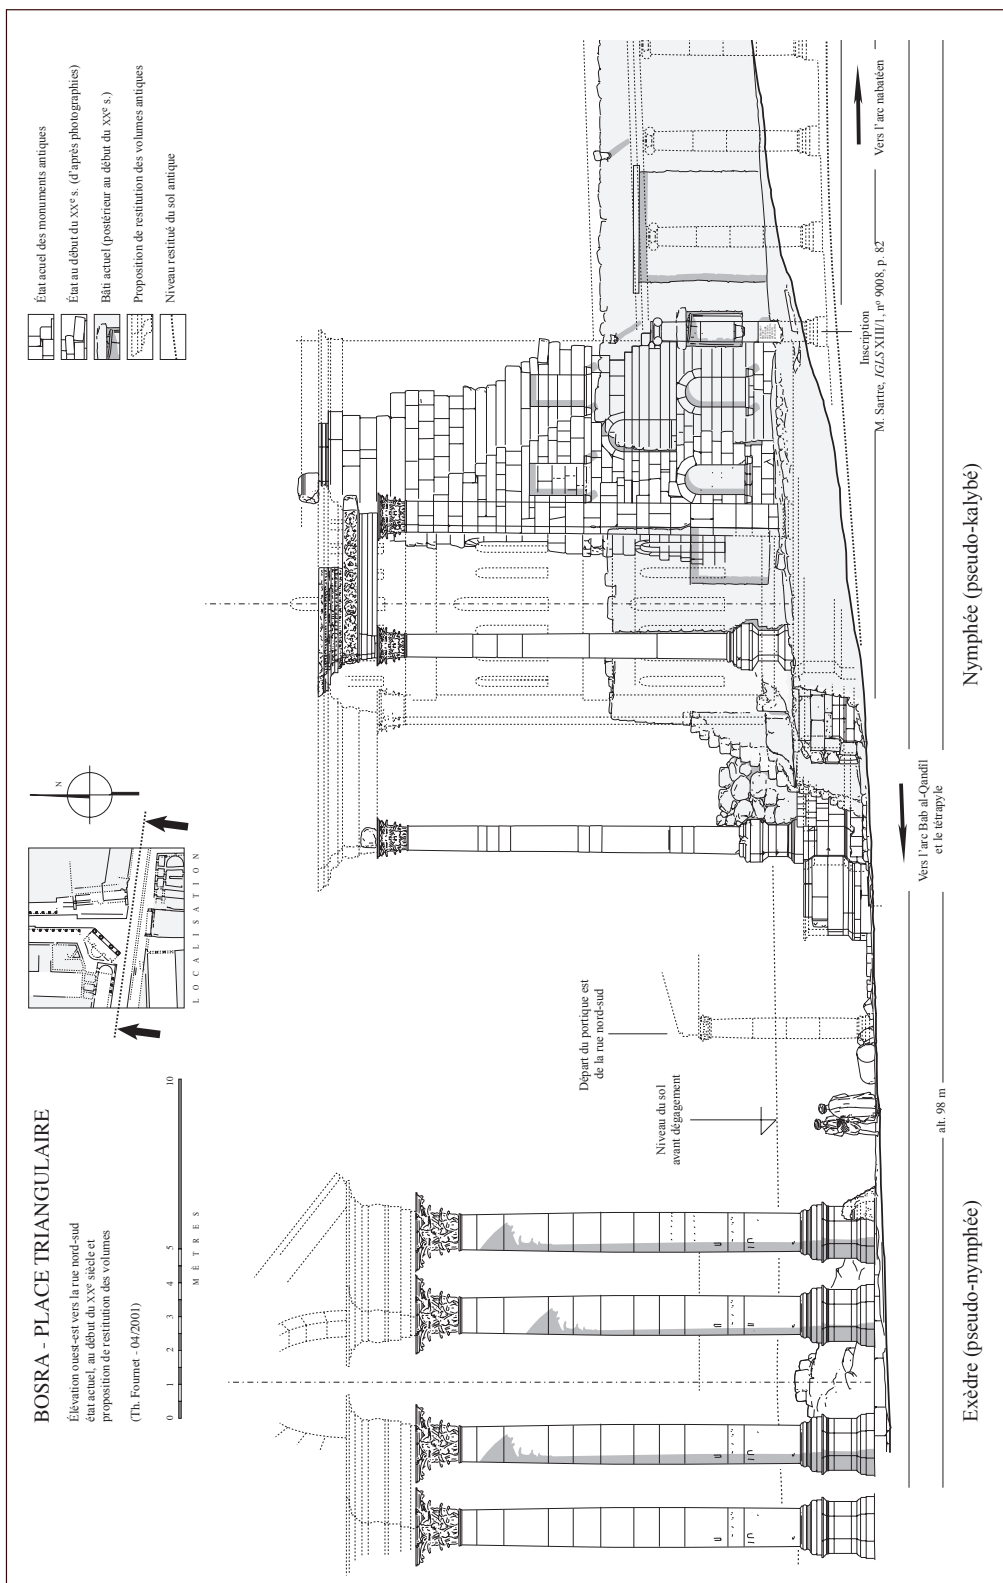 BOSRA - PLACE TRIANGULAIRE
Élévation ouest-est vers la rue nord-sud
état actuel, au début du XXe siècle et
proposition de restitution des volumes
(Th. Fournet - 04/2001)
0 1 2 3 4 5 10
MÈTRES
LOCALISATION
N
État acuel des monuments antiques
État au début du XXe s. (d'après photographies)
Bâti actuel (postérieur au début du XXe s.)
Proposition de restitution des volumes antiques
Niveau restitué du sol antique
Niveau du sol
avant dégagement
Départ du portique est
de la rue nord-sud
Inscription
M. Sartre, IGLS XIII/1, nº 9008, p. 82
Vers l'arc nabatéen
Vers l'arc Bab al-Qandîl
et le tétrapyle
alt. 98 m
Exèdre (pseudo-nymphée)
Nymphée (pseudo-kalybé)